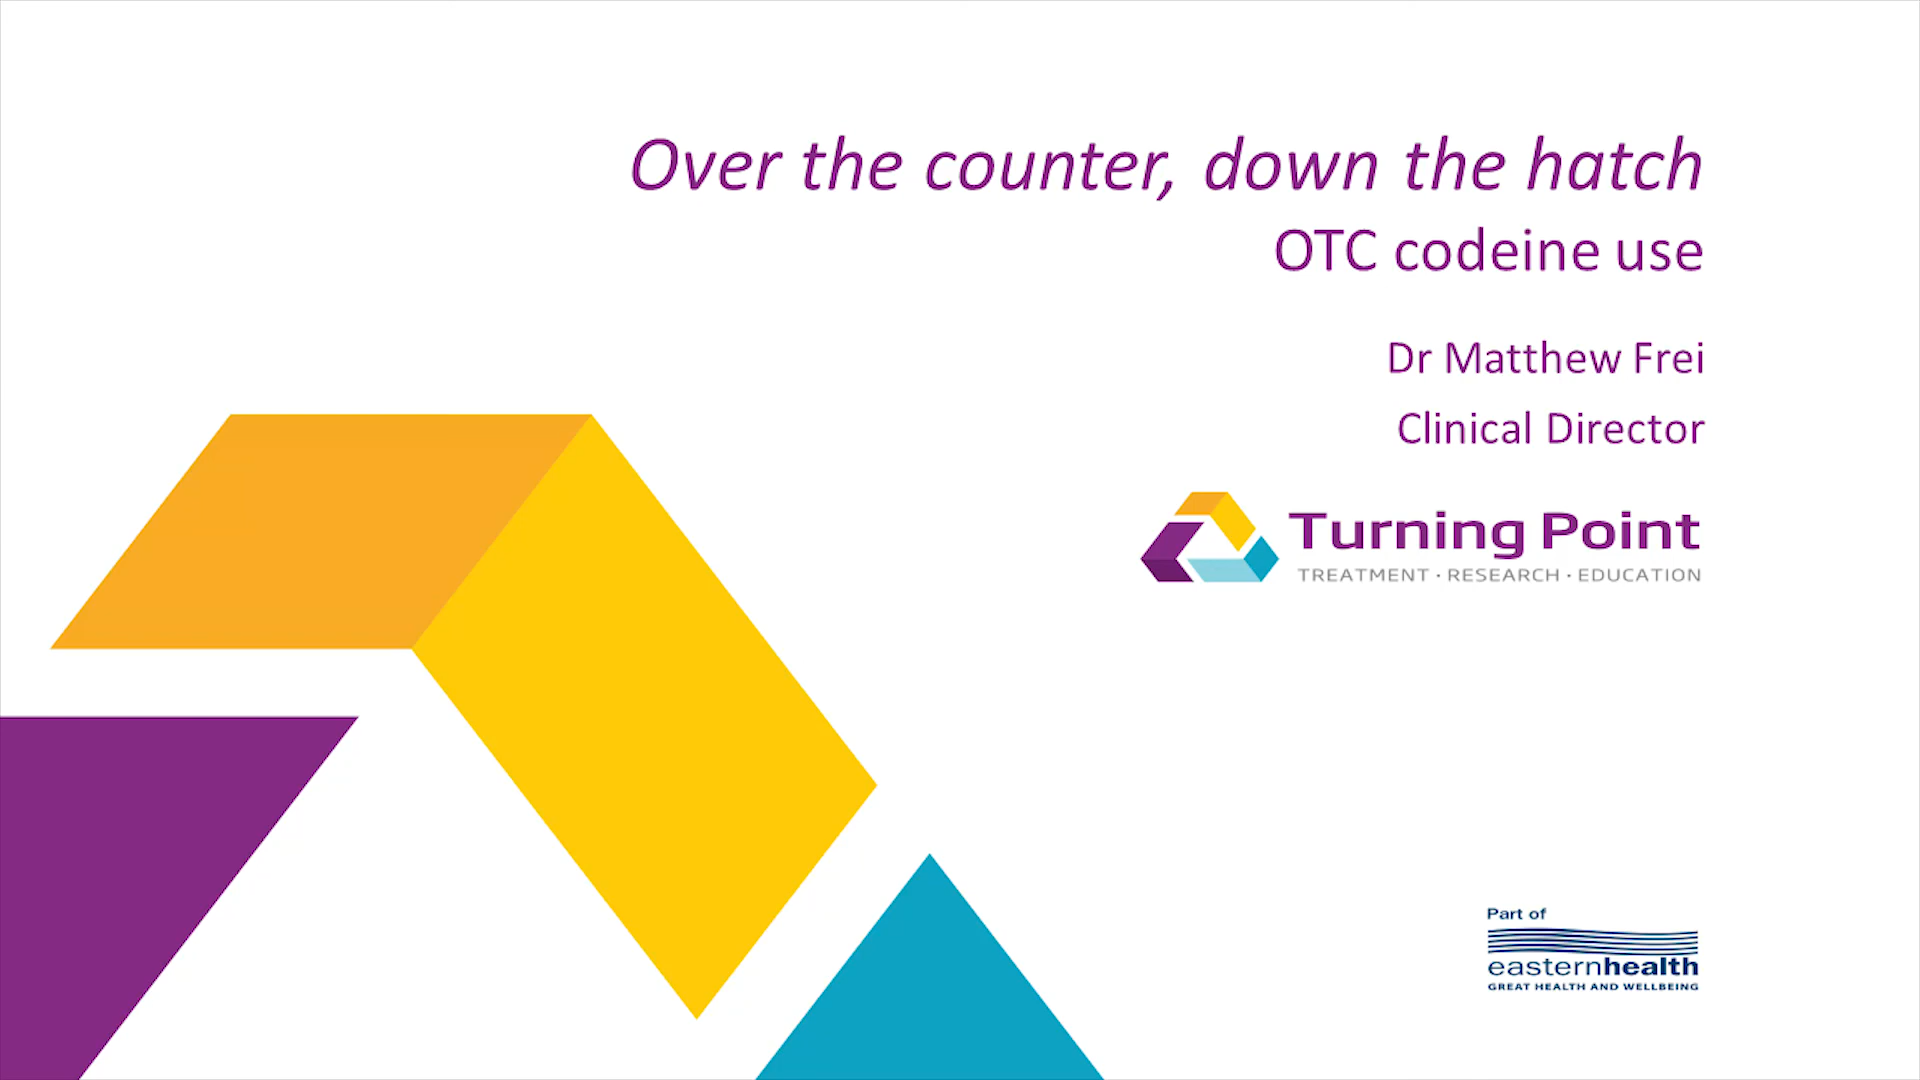 Over the counter, down the hatch
OTC codeine use
Dr Matthew Frei
Clinical Director
Turning Point
TREATMENT · RESEARCH · EDUCATION
Part of
easternhealth
GREAT HEALTH AND WELLBEING